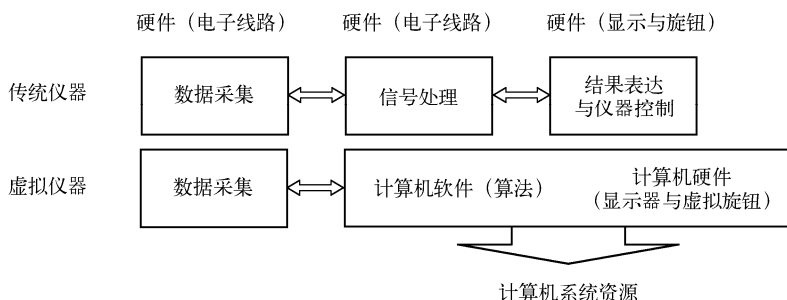 硬件（电子线路） 硬件（电子线路） 硬件（显示与旋钮）
传统仪器 数据采集 信号处理 结果表达
与仪器控制
虚拟仪器 数据采集 计算机软件（算法） 计算机硬件
（显示器与虚拟旋钮）
计算机系统资源